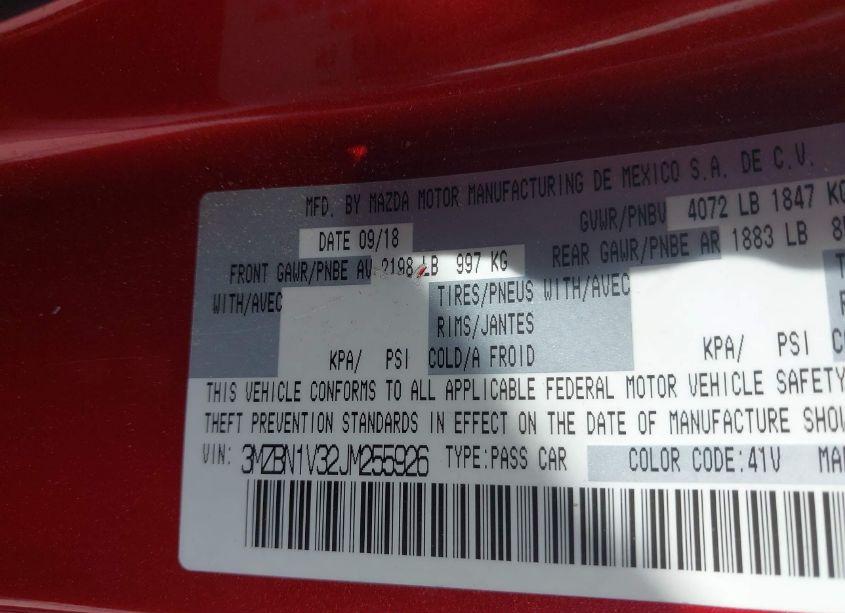 MFD. BY MAZDA MOTOR MANUFACTURING DE MEXICO S.A. DE C.V.
DATE 09/18 GVWR/PNBV 4072 LB 1847 KG
FRONT GAWR/PNBE AV 2198 LB 997 KG REAR GAWR/PNBE AR 1883 LB
WITH/AVEC TIRES/PNEUS WITH/AVEC
RIMS/JANTES
KPA/ PSI COLD/A FROID KPA/ PSI
THIS VEHICLE CONFORMS TO ALL APPLICABLE FEDERAL MOTOR VEHICLE SAFETY
THEFT PREVENTION STANDARDS IN EFFECT ON THE DATE OF MANUFACTURE
VIN: 3MZBN1V32JM255926 TYPE:PASS CAR COLOR CODE:41V